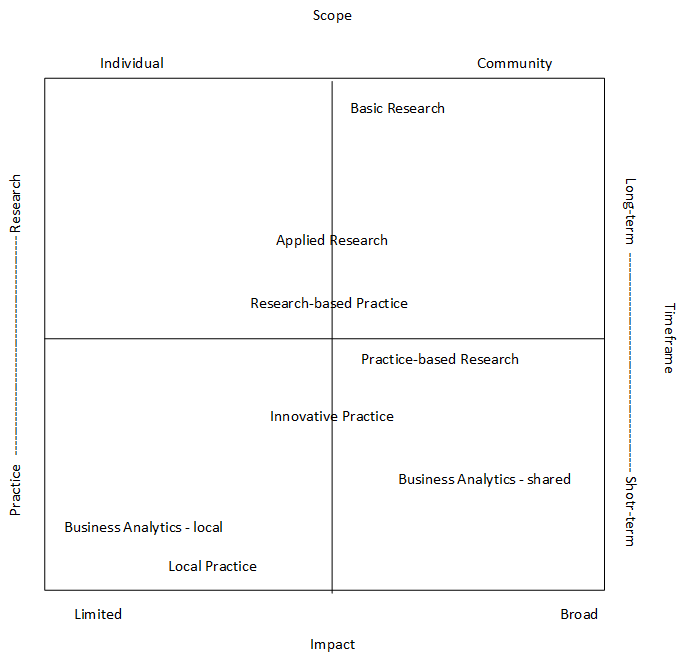 Scope
Individual
Community
Basic Research
Research
Long-term
Applied Research
Research-based Practice
Timeframe
Practice-based Research
Innovative Practice
Practice
Business Analytics - shared
Shotr-term
Business Analytics - local
Local Practice
Limited
Broad
Impact